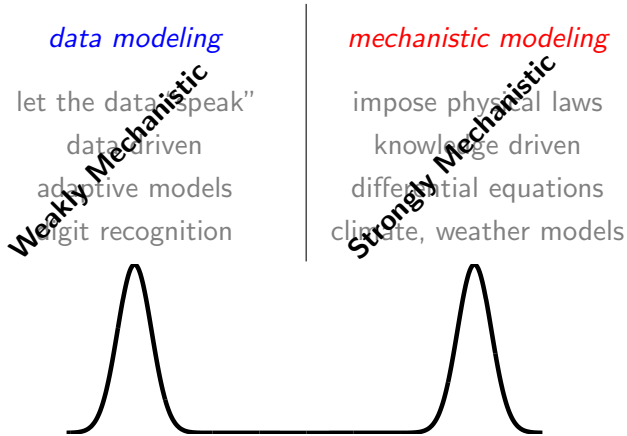 data modeling
let the data “speak”
data driven
adaptive models
digit recognition
Weakly Mechanistic
mechanistic modeling
impose physical laws
knowledge driven
differential equations
climate, weather models
Strongly Mechanistic